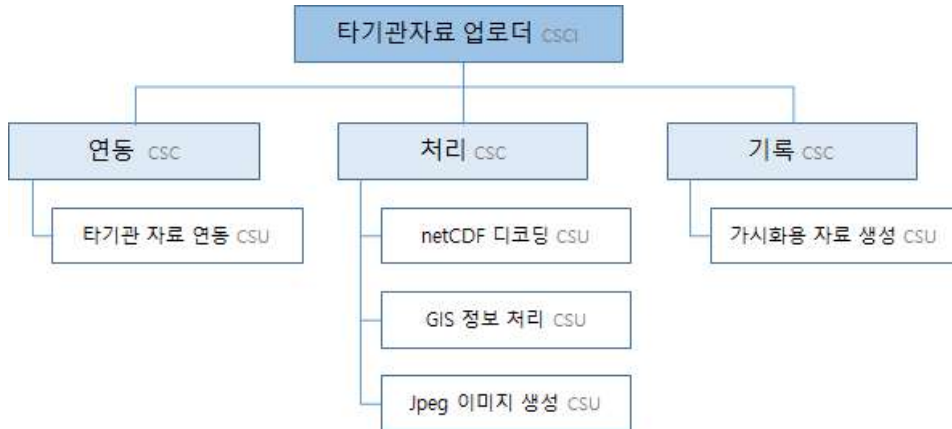 타기관자료 업로더 CSCI
연동 CSC
처리 CSC
기록 CSC
타기관 자료 연동 CSU
netCDF 디코딩 CSU
가시화용 자료 생성 CSU
GIS 정보 처리 CSU
Jpeg 이미지 생성 CSU